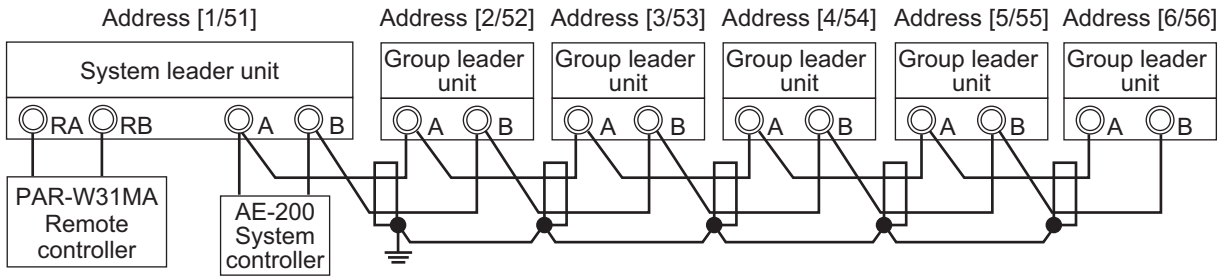 Address [1/51] Address [2/52] Address [3/53] Address [4/54] Address [5/55] Address [6/56]
System leader unit
Group leader
unit
Group leader
unit
Group leader
unit
Group leader
unit
Group leader
unit
RA RB A B A B A B A B A B A B
PAR-W31MA
Remote
controller
AE-200
System
controller